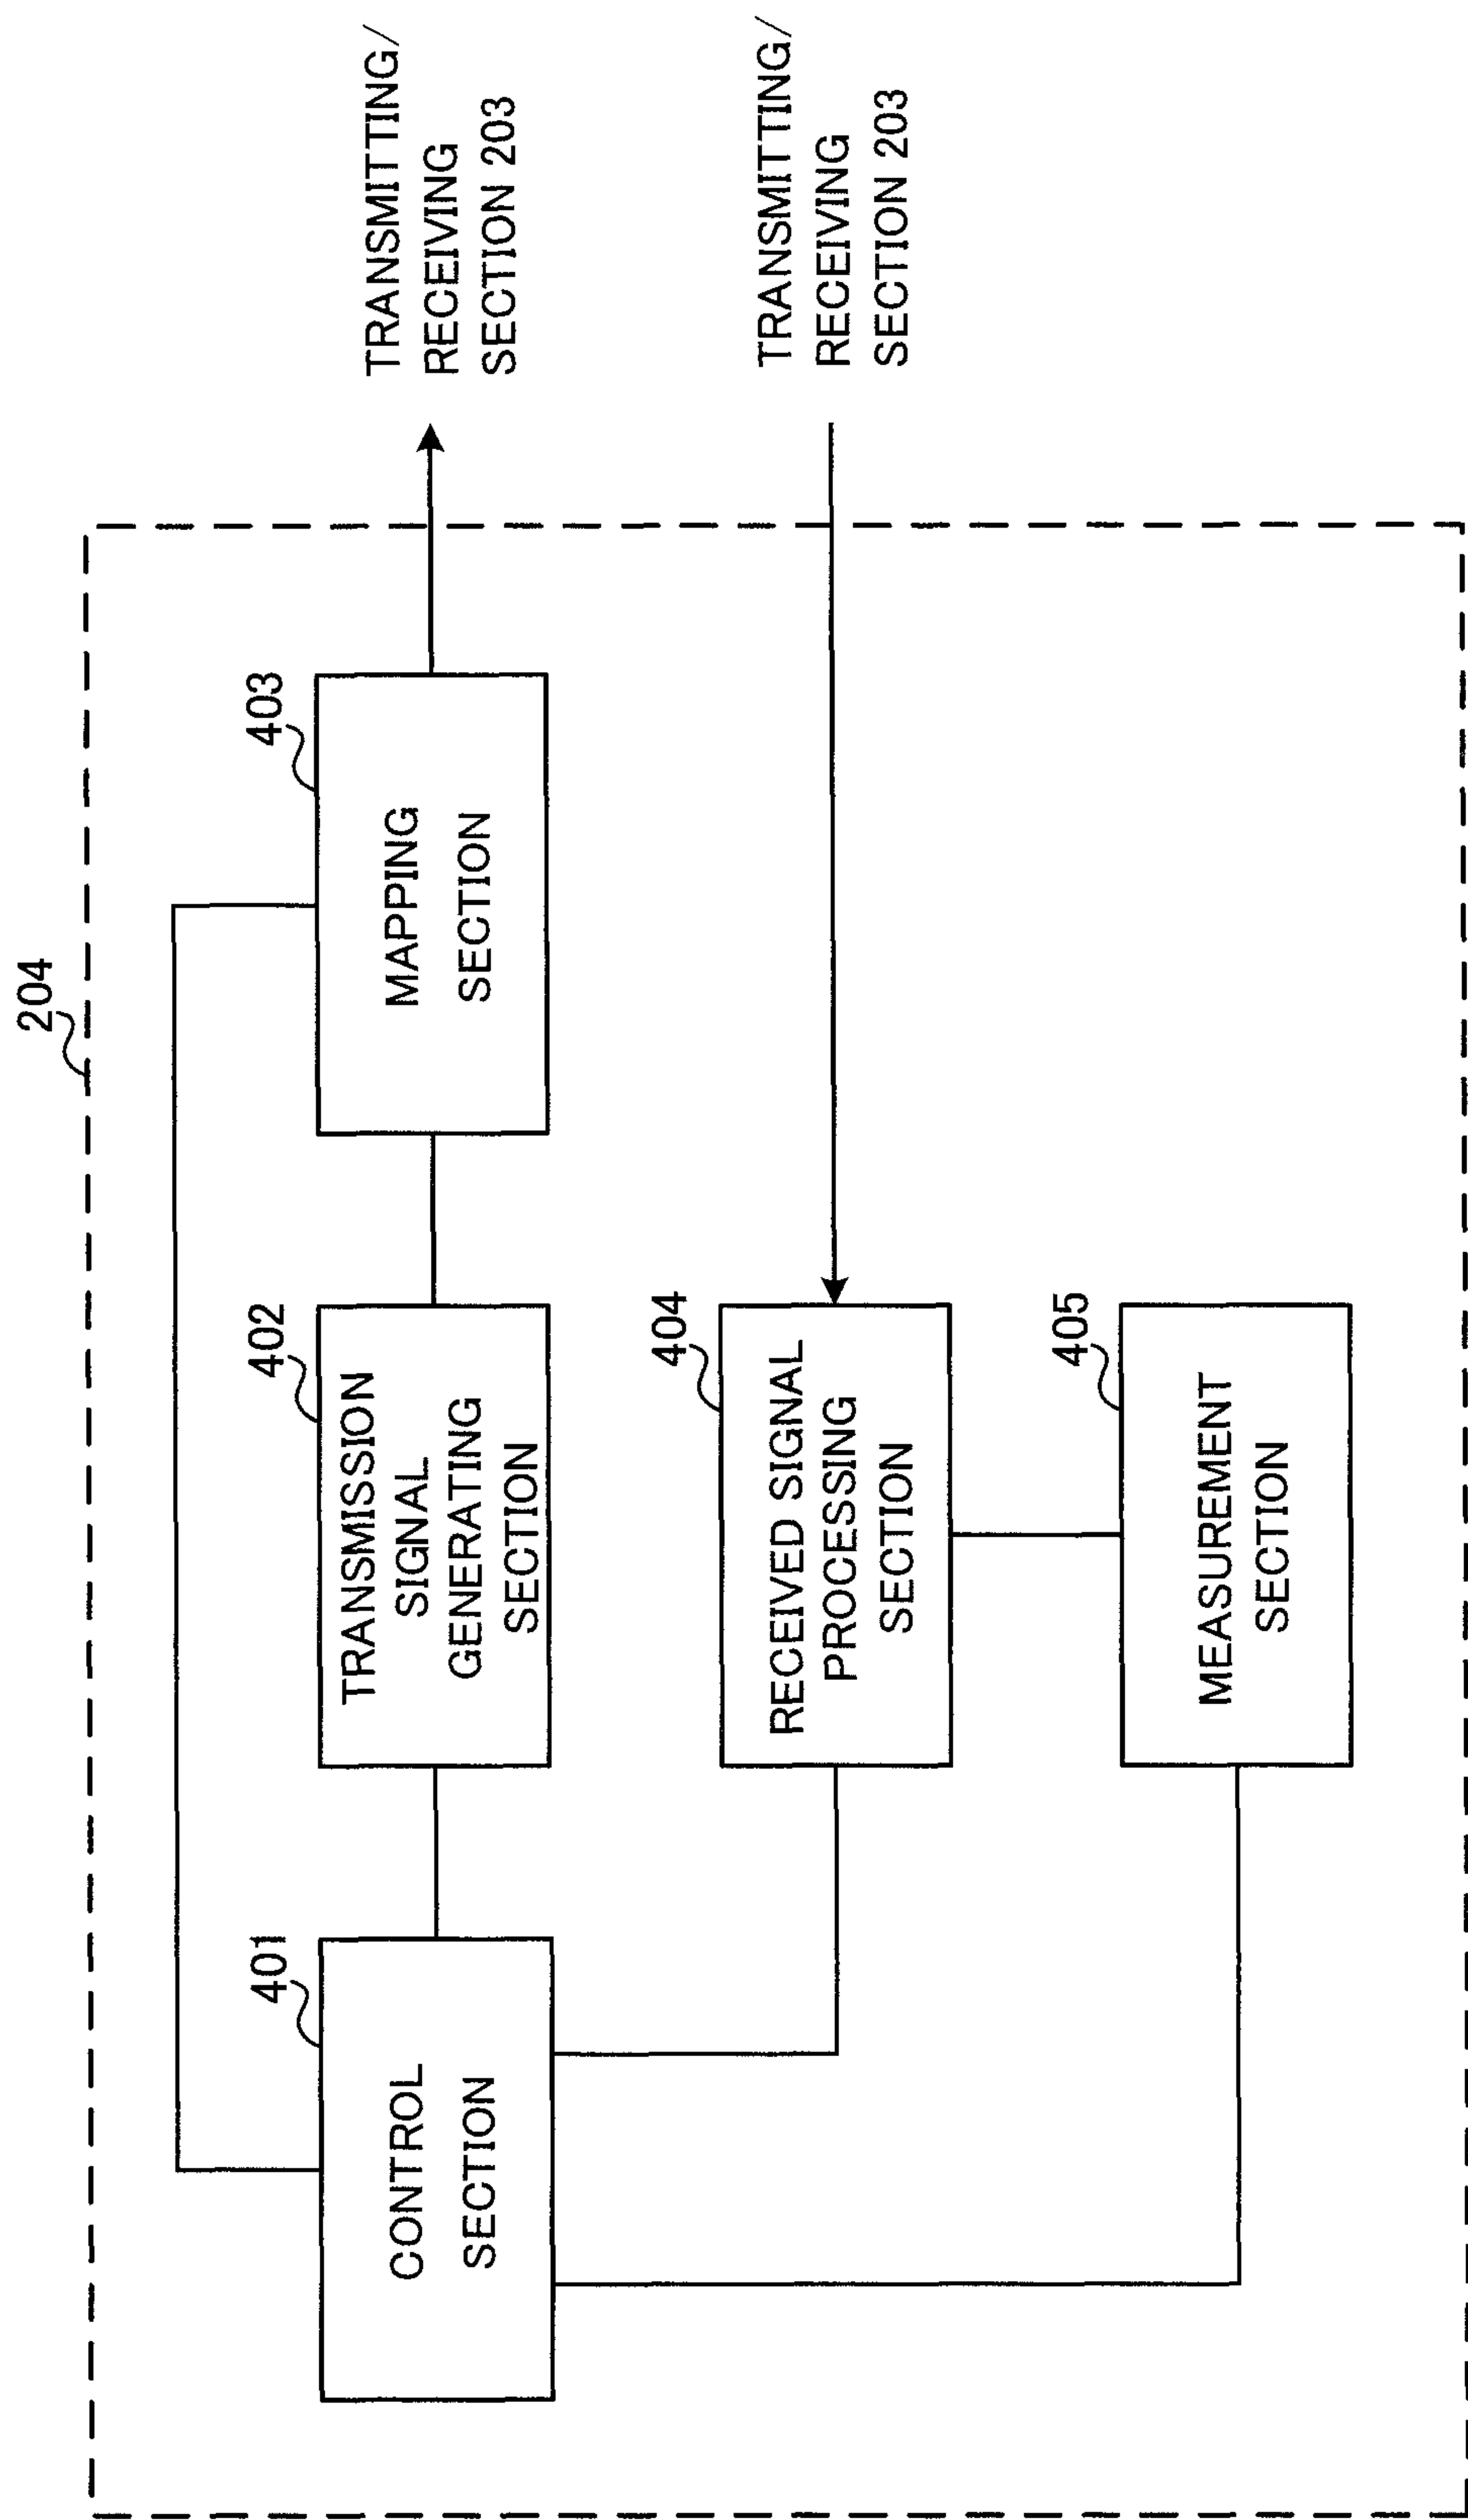 204
401
CONTROL
SECTION
402
TRANSMISSION
SIGNAL
GENERATING
SECTION
403
MAPPING
SECTION
TRANSMITTING/
RECEIVING
SECTION 203
404
RECEIVED SIGNAL
PROCESSING
SECTION
TRANSMITTING/
RECEIVING
SECTION 203
405
MEASUREMENT
SECTION